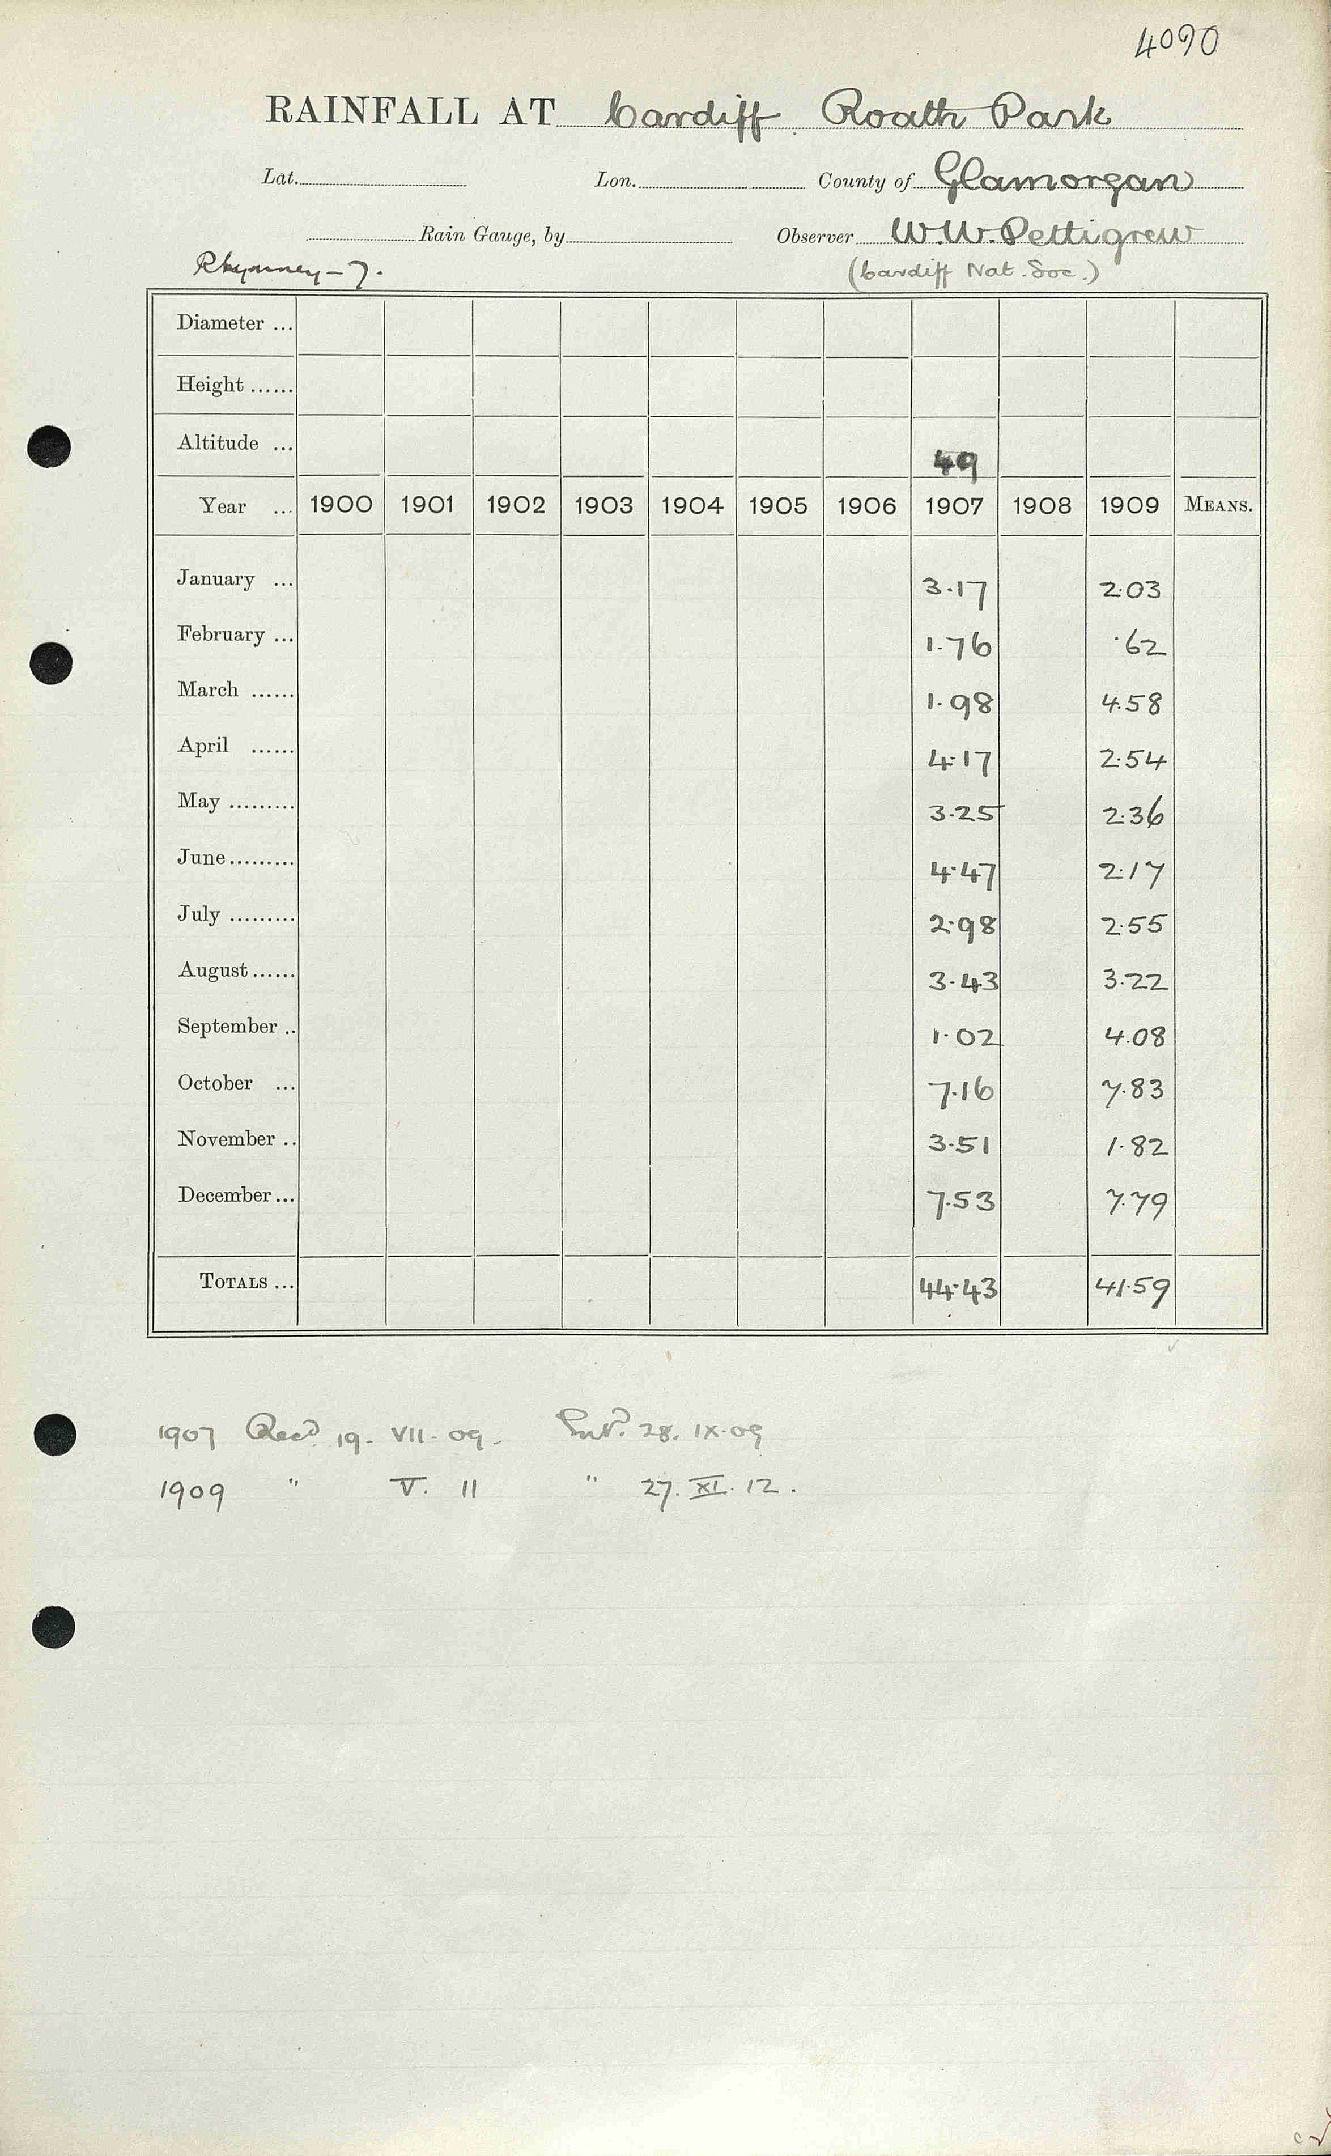 4090
RAINFALL AT Cardiff. Roath Park
Lat. Lon. County of Glamorgan
Rain Gauge, by Observer W.W. Pettigrew
Rhymney-7. (Cardiff Nat. Soc.)
Diameter ...
Height ......
Altitude ... 49
Year ... 1900 1901 1902 1903 1904 1905 1906 1907 1908 1909 MEANS.
January ... 3.17 2.03
February ... 1.76 .62
March ...... 1.98 4.58
April ...... 4.17 2.54
May ......... 3.25 2.36
June ......... 4.47 2.17
July ......... 2.98 2.55
August ...... 3.43 3.22
September .. 1.02 4.08
October ... 7.16 7.83
November .. 3.51 1.82
December ... 7.53 7.79
TOTALS ... 44.43 41.59
1907 Recd. 19. VII. 09. 28. IX. 09
1909 " V. 11 " 27. XI. 12.